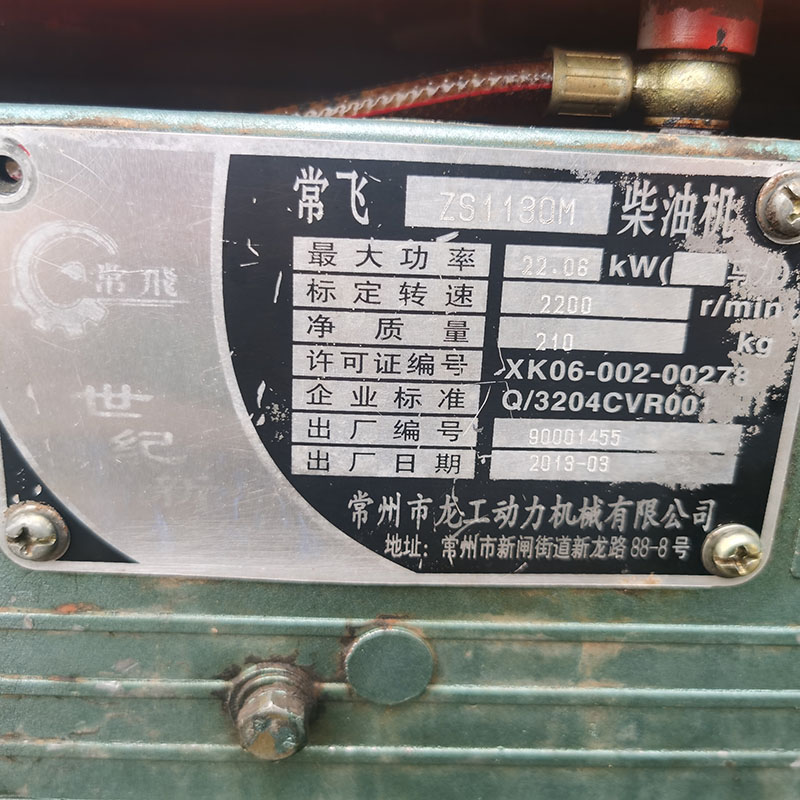 常飞 ZS1130M 柴油机
最大功率 22.06 kW(
标定转速 2200 r/min
净质量 210 kg
许可证编号 XK06-002-00278
企业标准 Q/3204CVR00
出厂编号 90001455
出厂日期 2013-03
常州市龙工动力机械有限公司
地址：常州市新闸街道新龙路88-8号
常飛
世纪